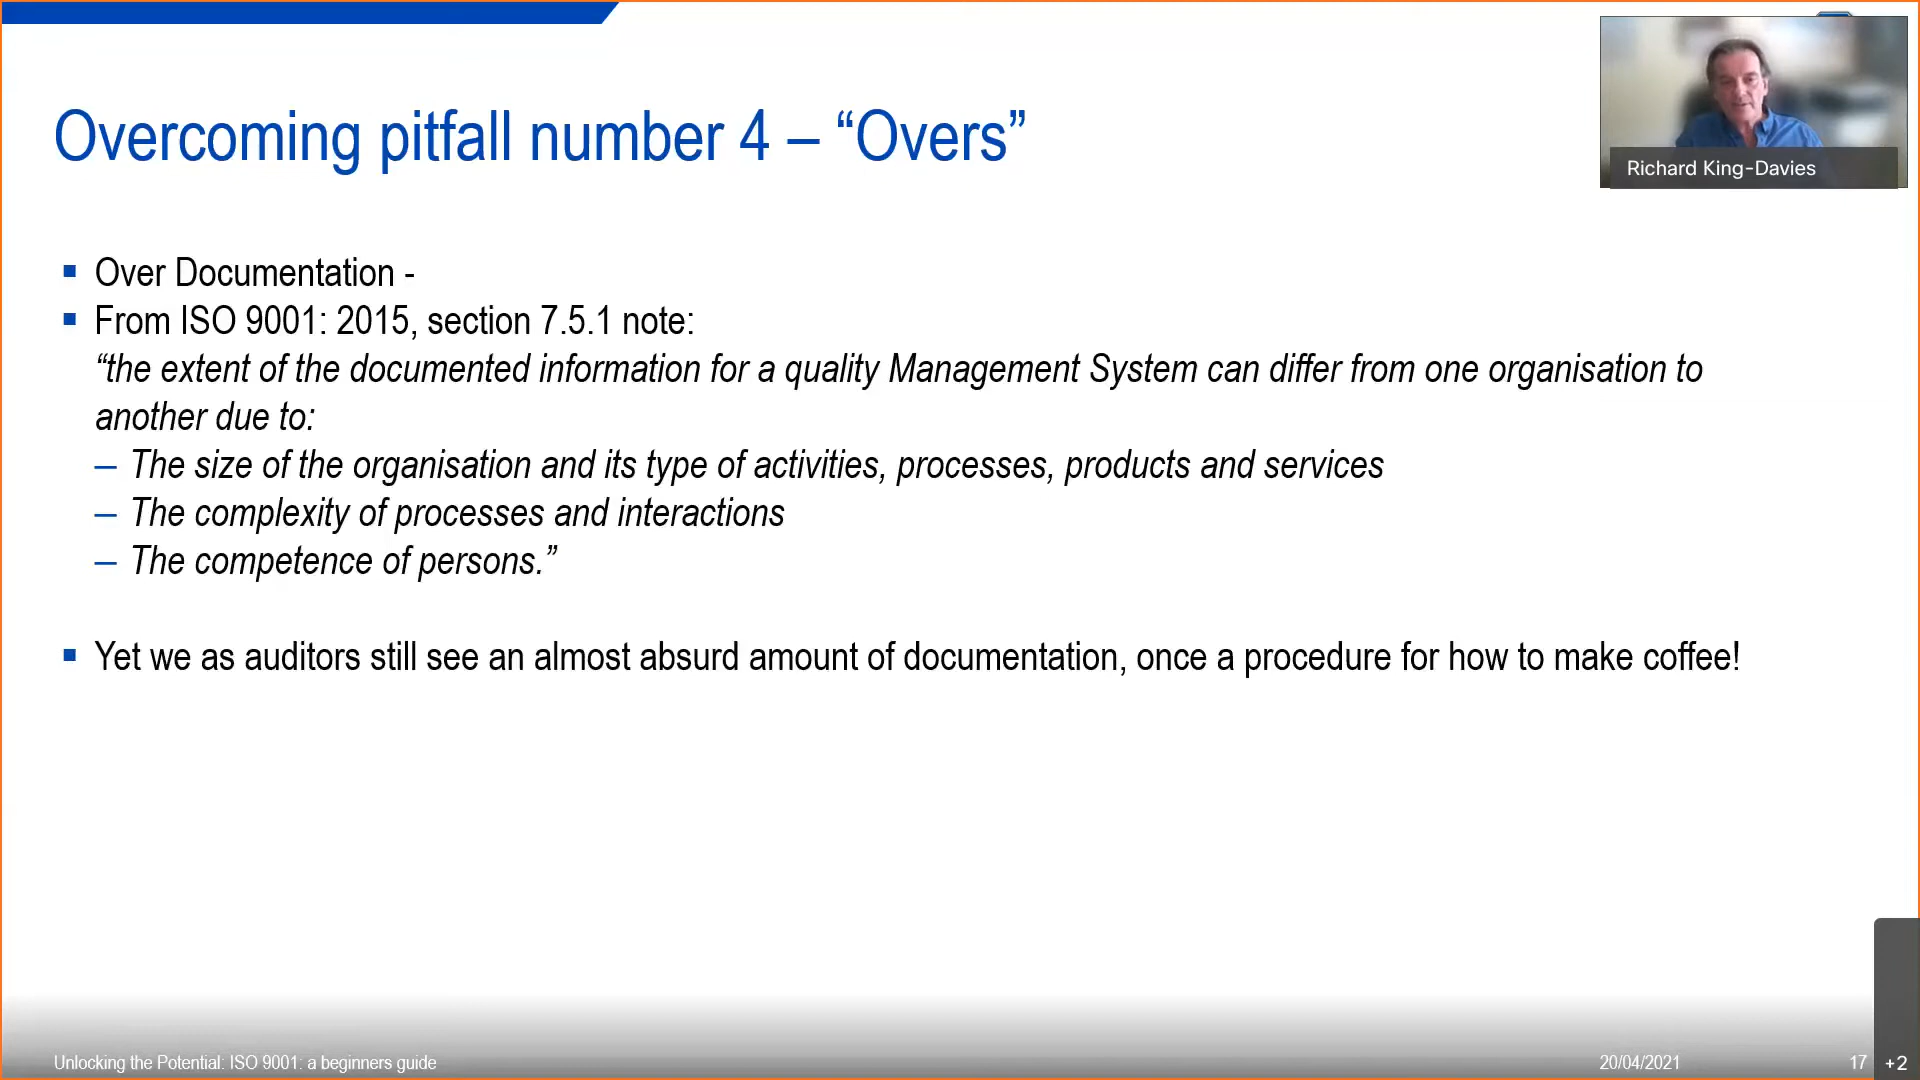 Overcoming pitfall number 4 – “Overs”
Richard King-Davies
▪ Over Documentation -
▪ From ISO 9001: 2015, section 7.5.1 note:
“the extent of the documented information for a quality Management System can differ from one organisation to
another due to:
– The size of the organisation and its type of activities, processes, products and services
– The complexity of processes and interactions
– The competence of persons.”
▪ Yet we as auditors still see an almost absurd amount of documentation, once a procedure for how to make coffee!
Unlocking the Potential: ISO 9001: a beginners guide
20/04/2021
17
+2